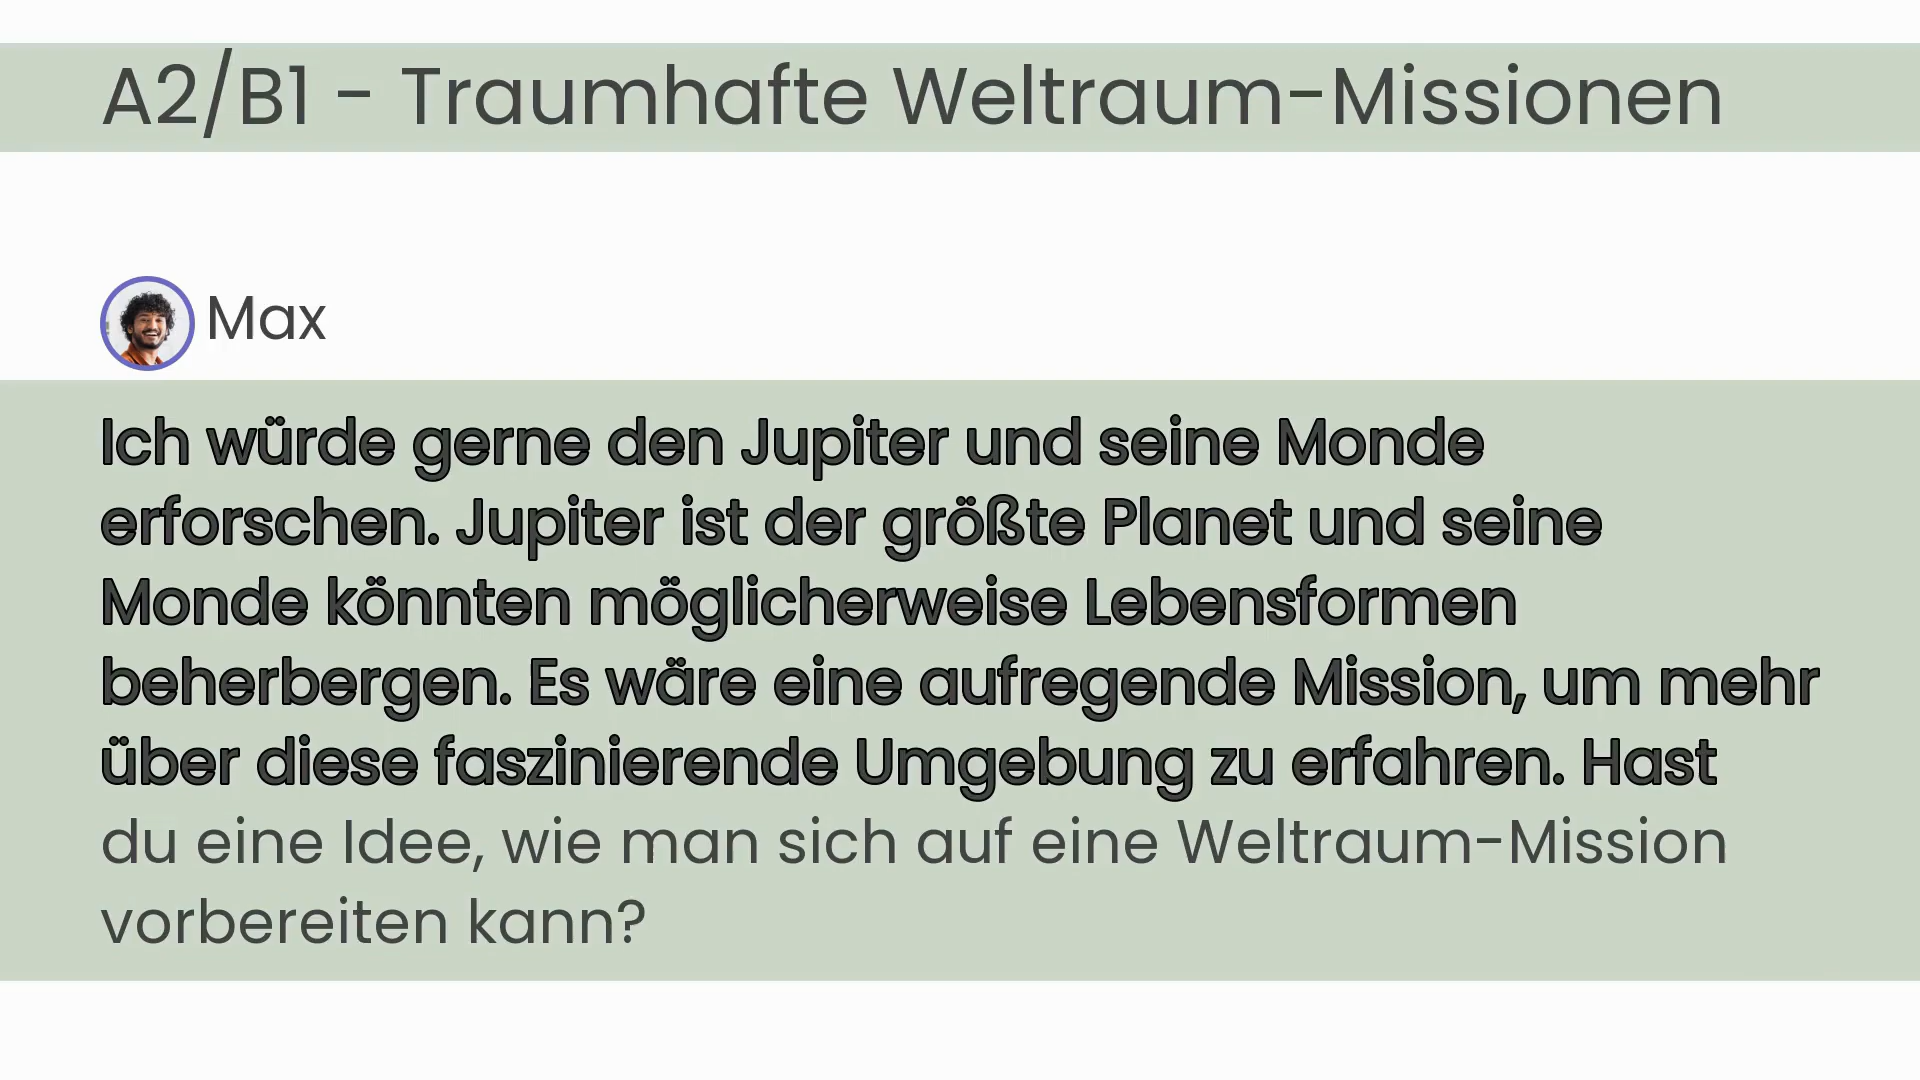 A2/B1 - Traumhafte Weltraum-Missionen
Max
Ich würde gerne den Jupiter und seine Monde
erforschen. Jupiter ist der größte Planet und seine
Monde könnten möglicherweise Lebensformen
beherbergen. Es wäre eine aufregende Mission, um mehr
über diese faszinierende Umgebung zu erfahren. Hast
du eine Idee, wie man sich auf eine Weltraum-Mission
vorbereiten kann?